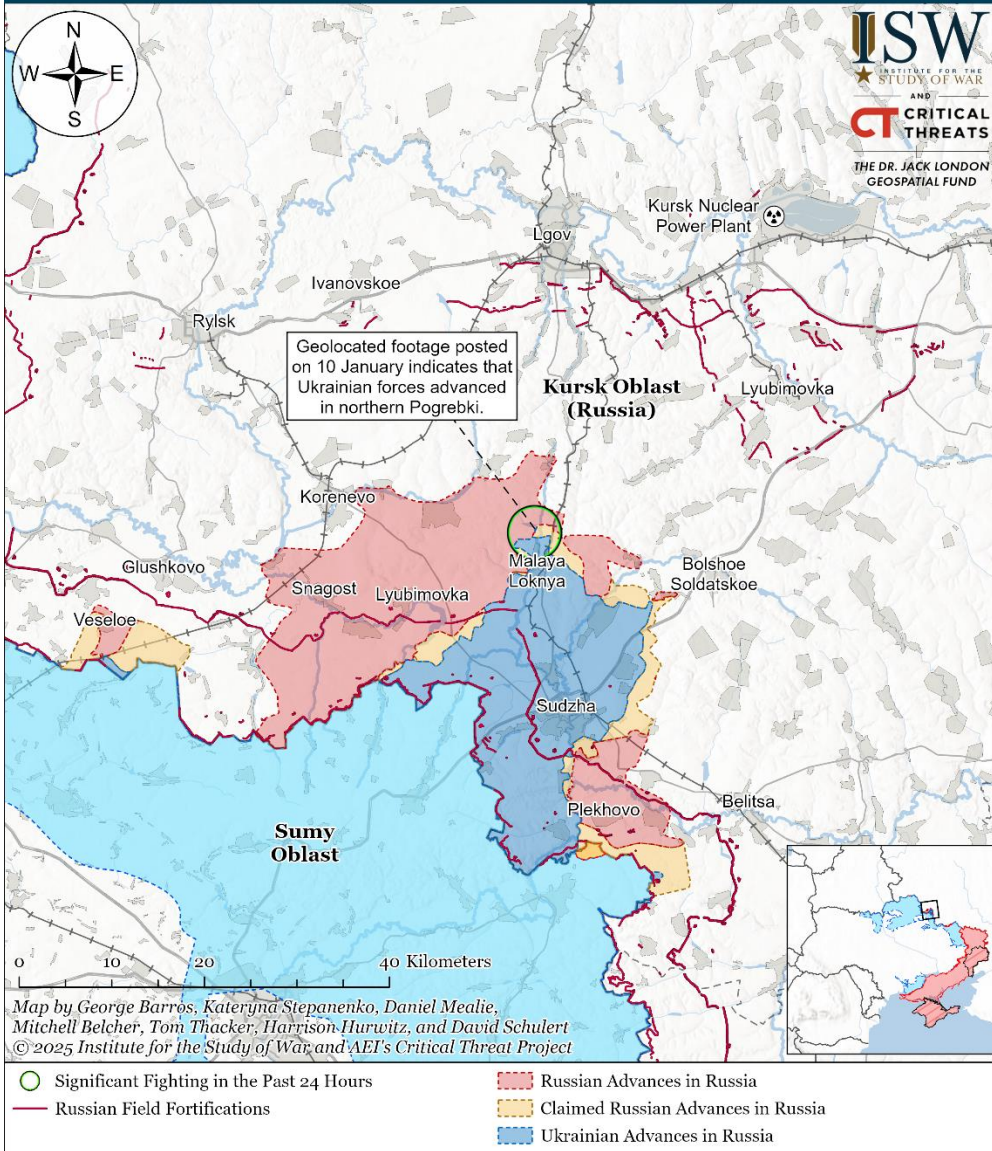 N
W E
S
ISW
INSTITUTE FOR THE
STUDY OF WAR
AND
CT CRITICAL
THREATS
THE DR. JACK LONDON
GEOSPATIAL FUND
Kursk Nuclear
Power Plant
Lgov
Ivanovskoe
Rylsk
Geolocated footage posted
on 10 January indicates that
Ukrainian forces advanced
in northern Pogrebki.
Kursk Oblast
(Russia)
Lyubimovka
Korenevo
Glushkovo
Snagost
Lyubimovka
Malaya
Loknya
Bolshoe
Soldatskoe
Veseloe
Sudzha
Plekhovo
Belitsa
Sumy
Oblast
0 10 20 40 Kilometers
Map by George Barros, Kateryna Stepanenko, Daniel Mealie,
Mitchell Belcher, Tom Thacker, Harrison Hurwitz, and David Schulert
© 2025 Institute for the Study of War and AEI's Critical Threat Project
Significant Fighting in the Past 24 Hours
Russian Field Fortifications
Russian Advances in Russia
Claimed Russian Advances in Russia
Ukrainian Advances in Russia